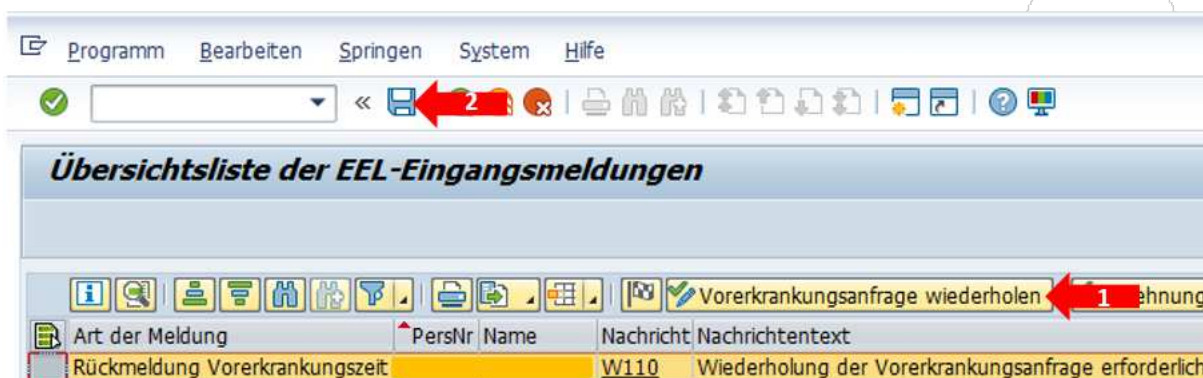 Programm Bearbeiten Springen System Hilfe
2
Übersichtsliste der EEL-Eingangsmeldungen
Vorerkrankungsanfrage wiederholen 1 ehnung
Art der Meldung PersNr Name Nachricht Nachrichtentext
Rückmeldung Vorerkrankungszeit W110 Wiederholung der Vorerkrankungsanfrage erforderlich